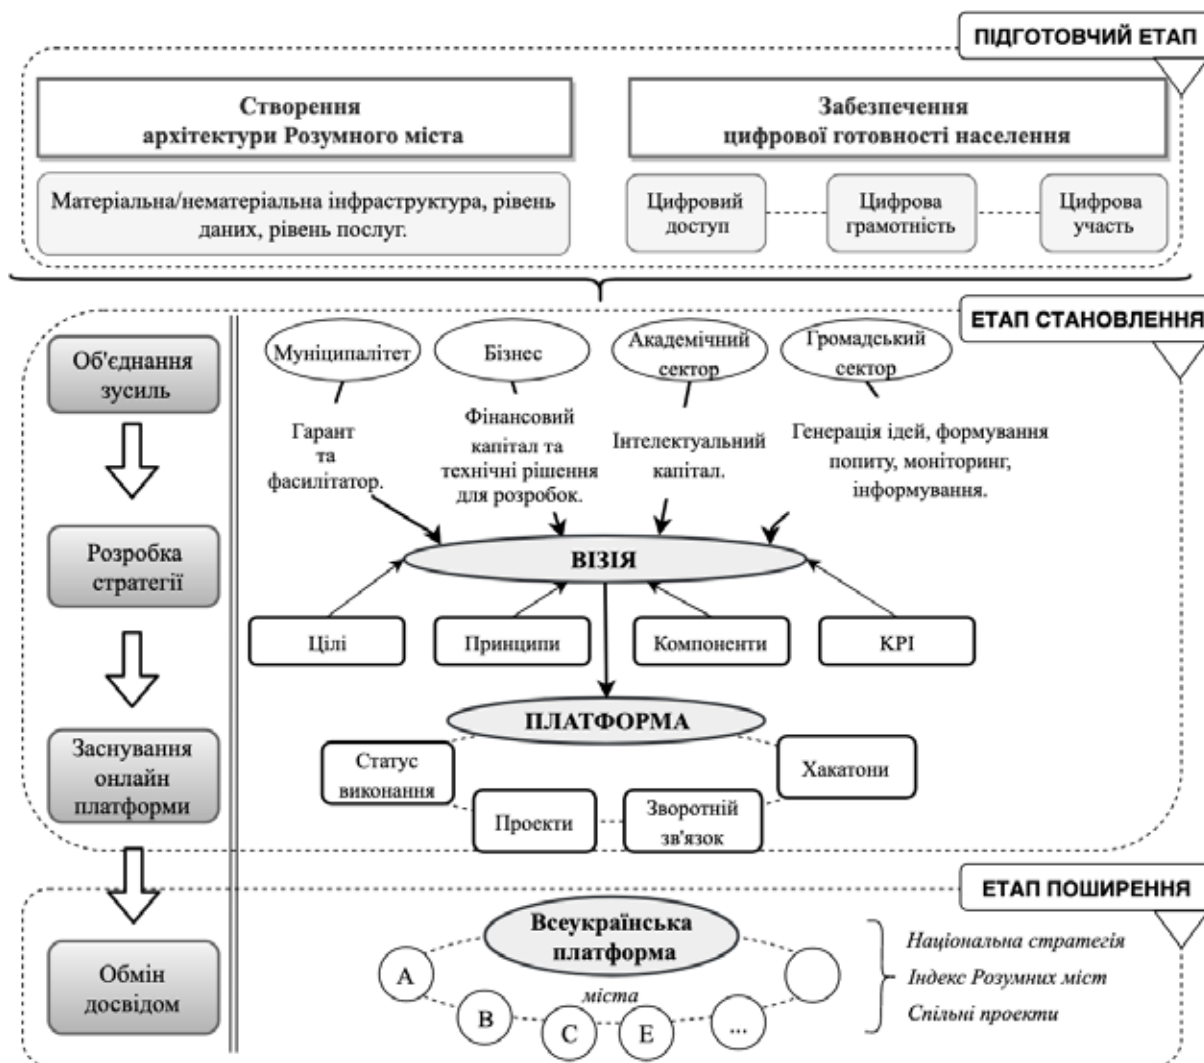 ПІДГОТОВЧИЙ ЕТАП
Створення
архітектури Розумного міста
Забезпечення
цифрової готовності населення
Матеріальна/нематеріальна інфраструктура, рівень
даних, рівень послуг.
Цифровий
доступ
Цифрова
грамотність
Цифрова
участь
ЕТАП СТАНОВЛЕННЯ
Об'єднання
зусиль
Муніципалітет
Бізнес
Академічний
сектор
Громадський
сектор
Гарант
та
фасилітатор.
Фінансовий
капітал та
технічні рішення
для розробок.
Інтелектуальний
капітал.
Генерація ідей, формування
попиту, моніторинг,
інформування.
Розробка
стратегії
ВІЗІЯ
Цілі
Принципи
Компоненти
KPI
Заснування
онлайн
платформи
ПЛАТФОРМА
Статус
виконання
Проекти
Зворотній
зв'язок
Хакатони
ЕТАП ПОШИРЕННЯ
Обмін
досвідом
Всеукраїнська
платформа
міста
A
B
C
E
...
Національна стратегія
Індекс Розумних міст
Спільні проекти